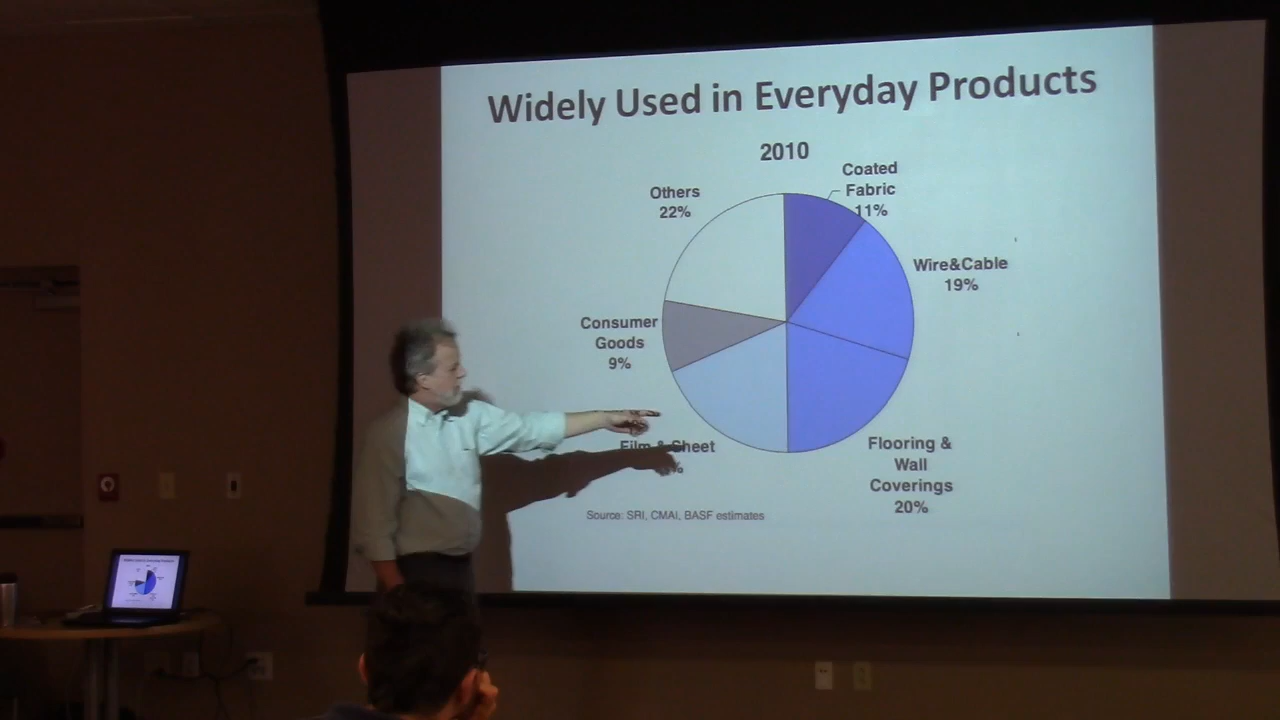 Widely Used in Everyday Products
2010
Coated
Fabric
11%
Wire&Cable
19%
Flooring &
Wall
Coverings
20%
Film & Sheet
%
Consumer
Goods
9%
Others
22%
Source: SRI, CMAI, BASF estimates